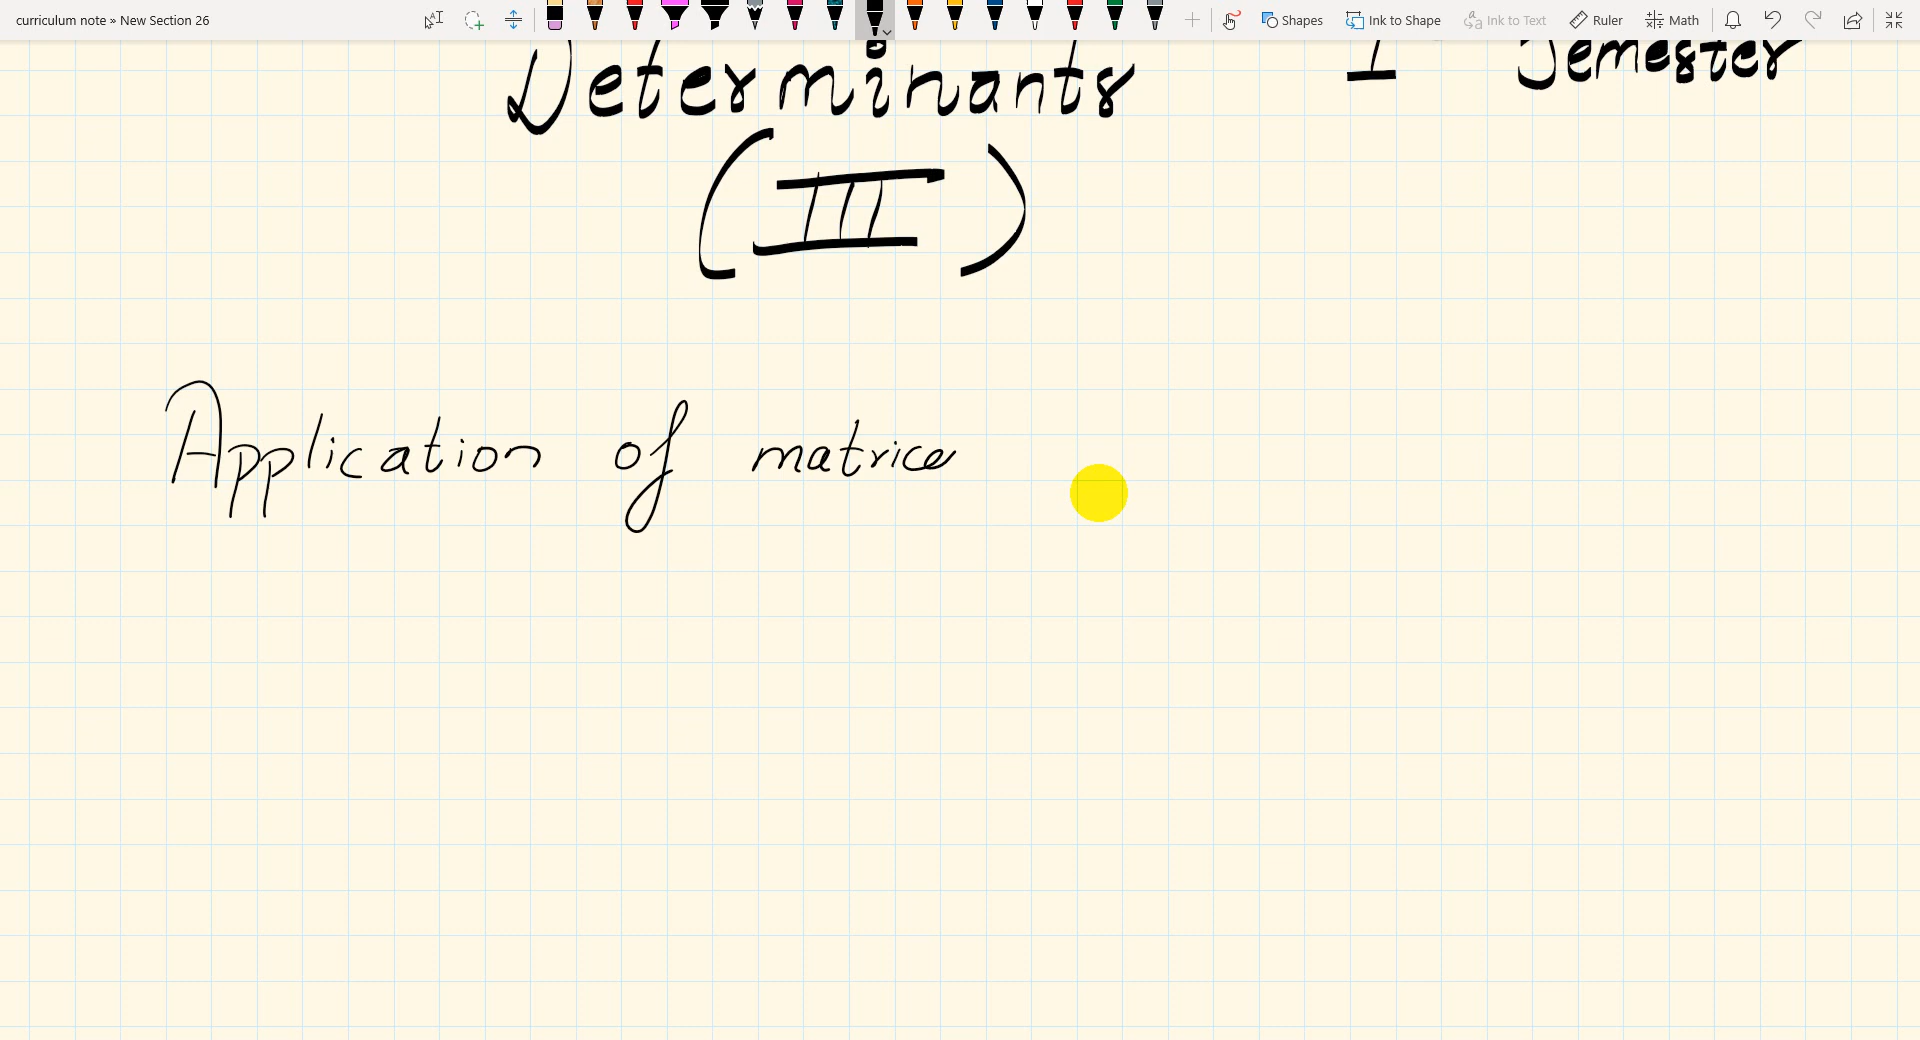 curriculum note » New Section 26
Shapes
Ink to Shape
Ink to Text
Ruler
Math
Determinants
I Semester
(III)
Application of matrice